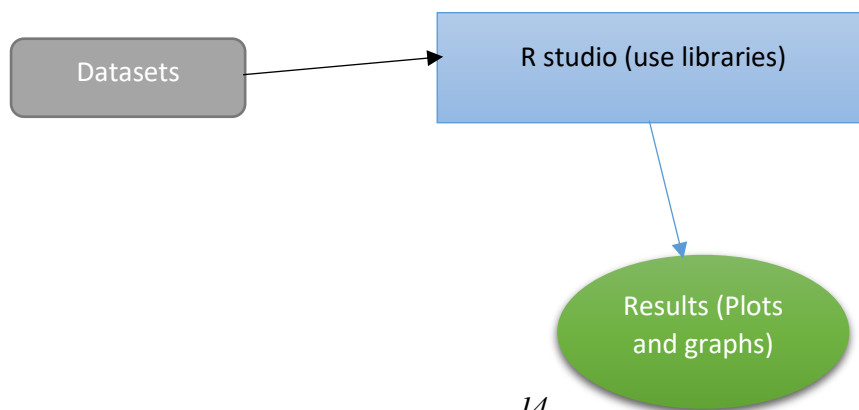 Datasets
R studio (use libraries)
Results (Plots
and graphs)
14